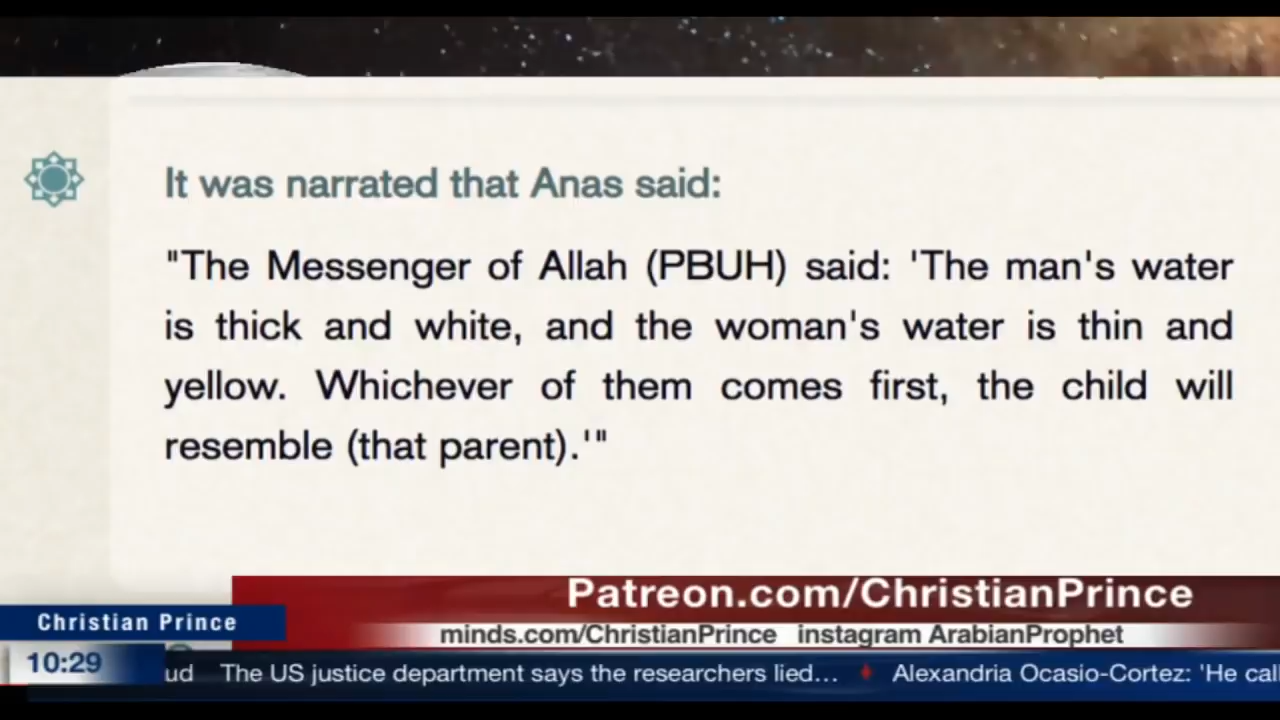 It was narrated that Anas said:
"The Messenger of Allah (PBUH) said: 'The man's water
is thick and white, and the woman's water is thin and
yellow. Whichever of them comes first, the child will
resemble (that parent).'"
Patreon.com/ChristianPrince
Christian Prince
minds.com/ChristianPrince instagram ArabianProphet
10:29
ud The US justice department says the researchers lied... Alexandria Ocasio-Cortez: 'He call